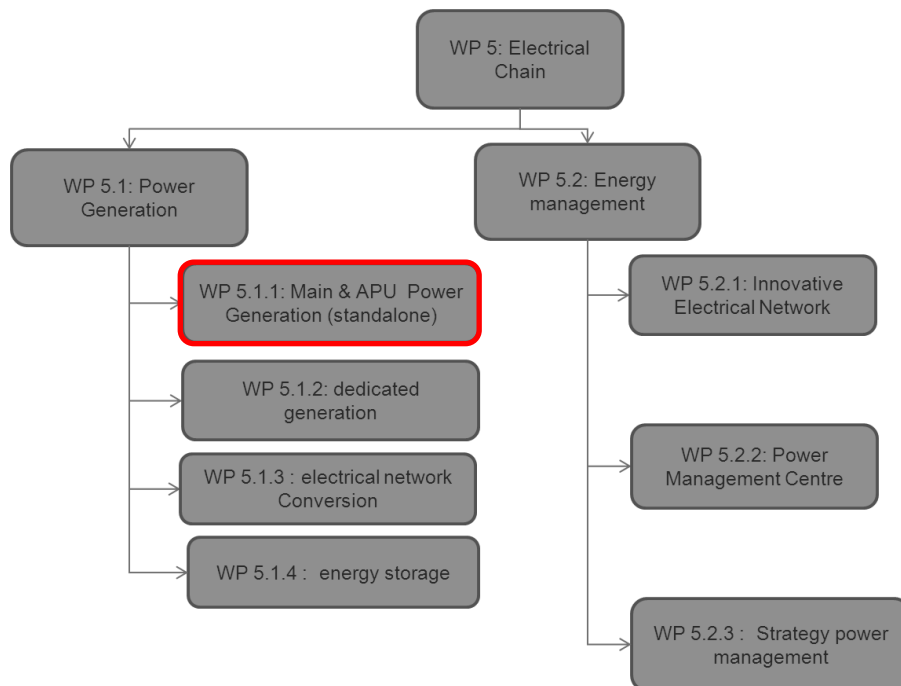 WP 5: Electrical
Chain
WP 5.1: Power
Generation
WP 5.2: Energy
management
WP 5.1.1: Main & APU  Power
Generation (standalone)
WP 5.1.2: dedicated
generation
WP 5.1.3 : electrical network
Conversion
WP 5.1.4 :  energy storage
WP 5.2.1: Innovative
Electrical Network
WP 5.2.2: Power
Management Centre
WP 5.2.3 :  Strategy power
management